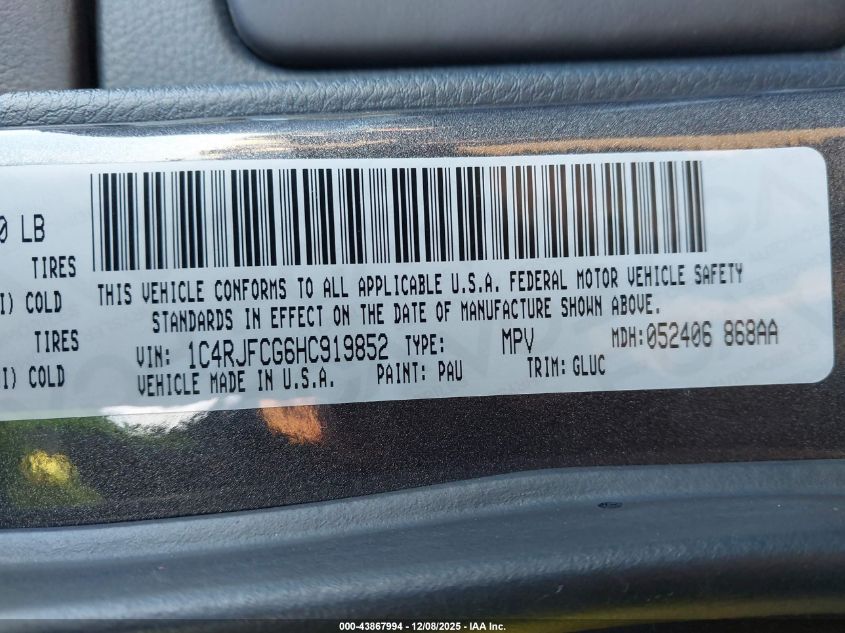 0 LB
TIRES
I) COLD
TIRES
I) COLD
THIS VEHICLE CONFORMS TO ALL APPLICABLE U.S.A. FEDERAL MOTOR VEHICLE SAFETY
STANDARDS IN EFFECT ON THE DATE OF MANUFACTURE SHOWN ABOVE.
VIN: 1C4RJFCG6HC919852 TYPE: MPV MDH:052406 868AA
VEHICLE MADE IN U.S.A. PAINT: PAU TRIM: GLUC
000-43867994 - 12/08/2025 - IAA Inc.